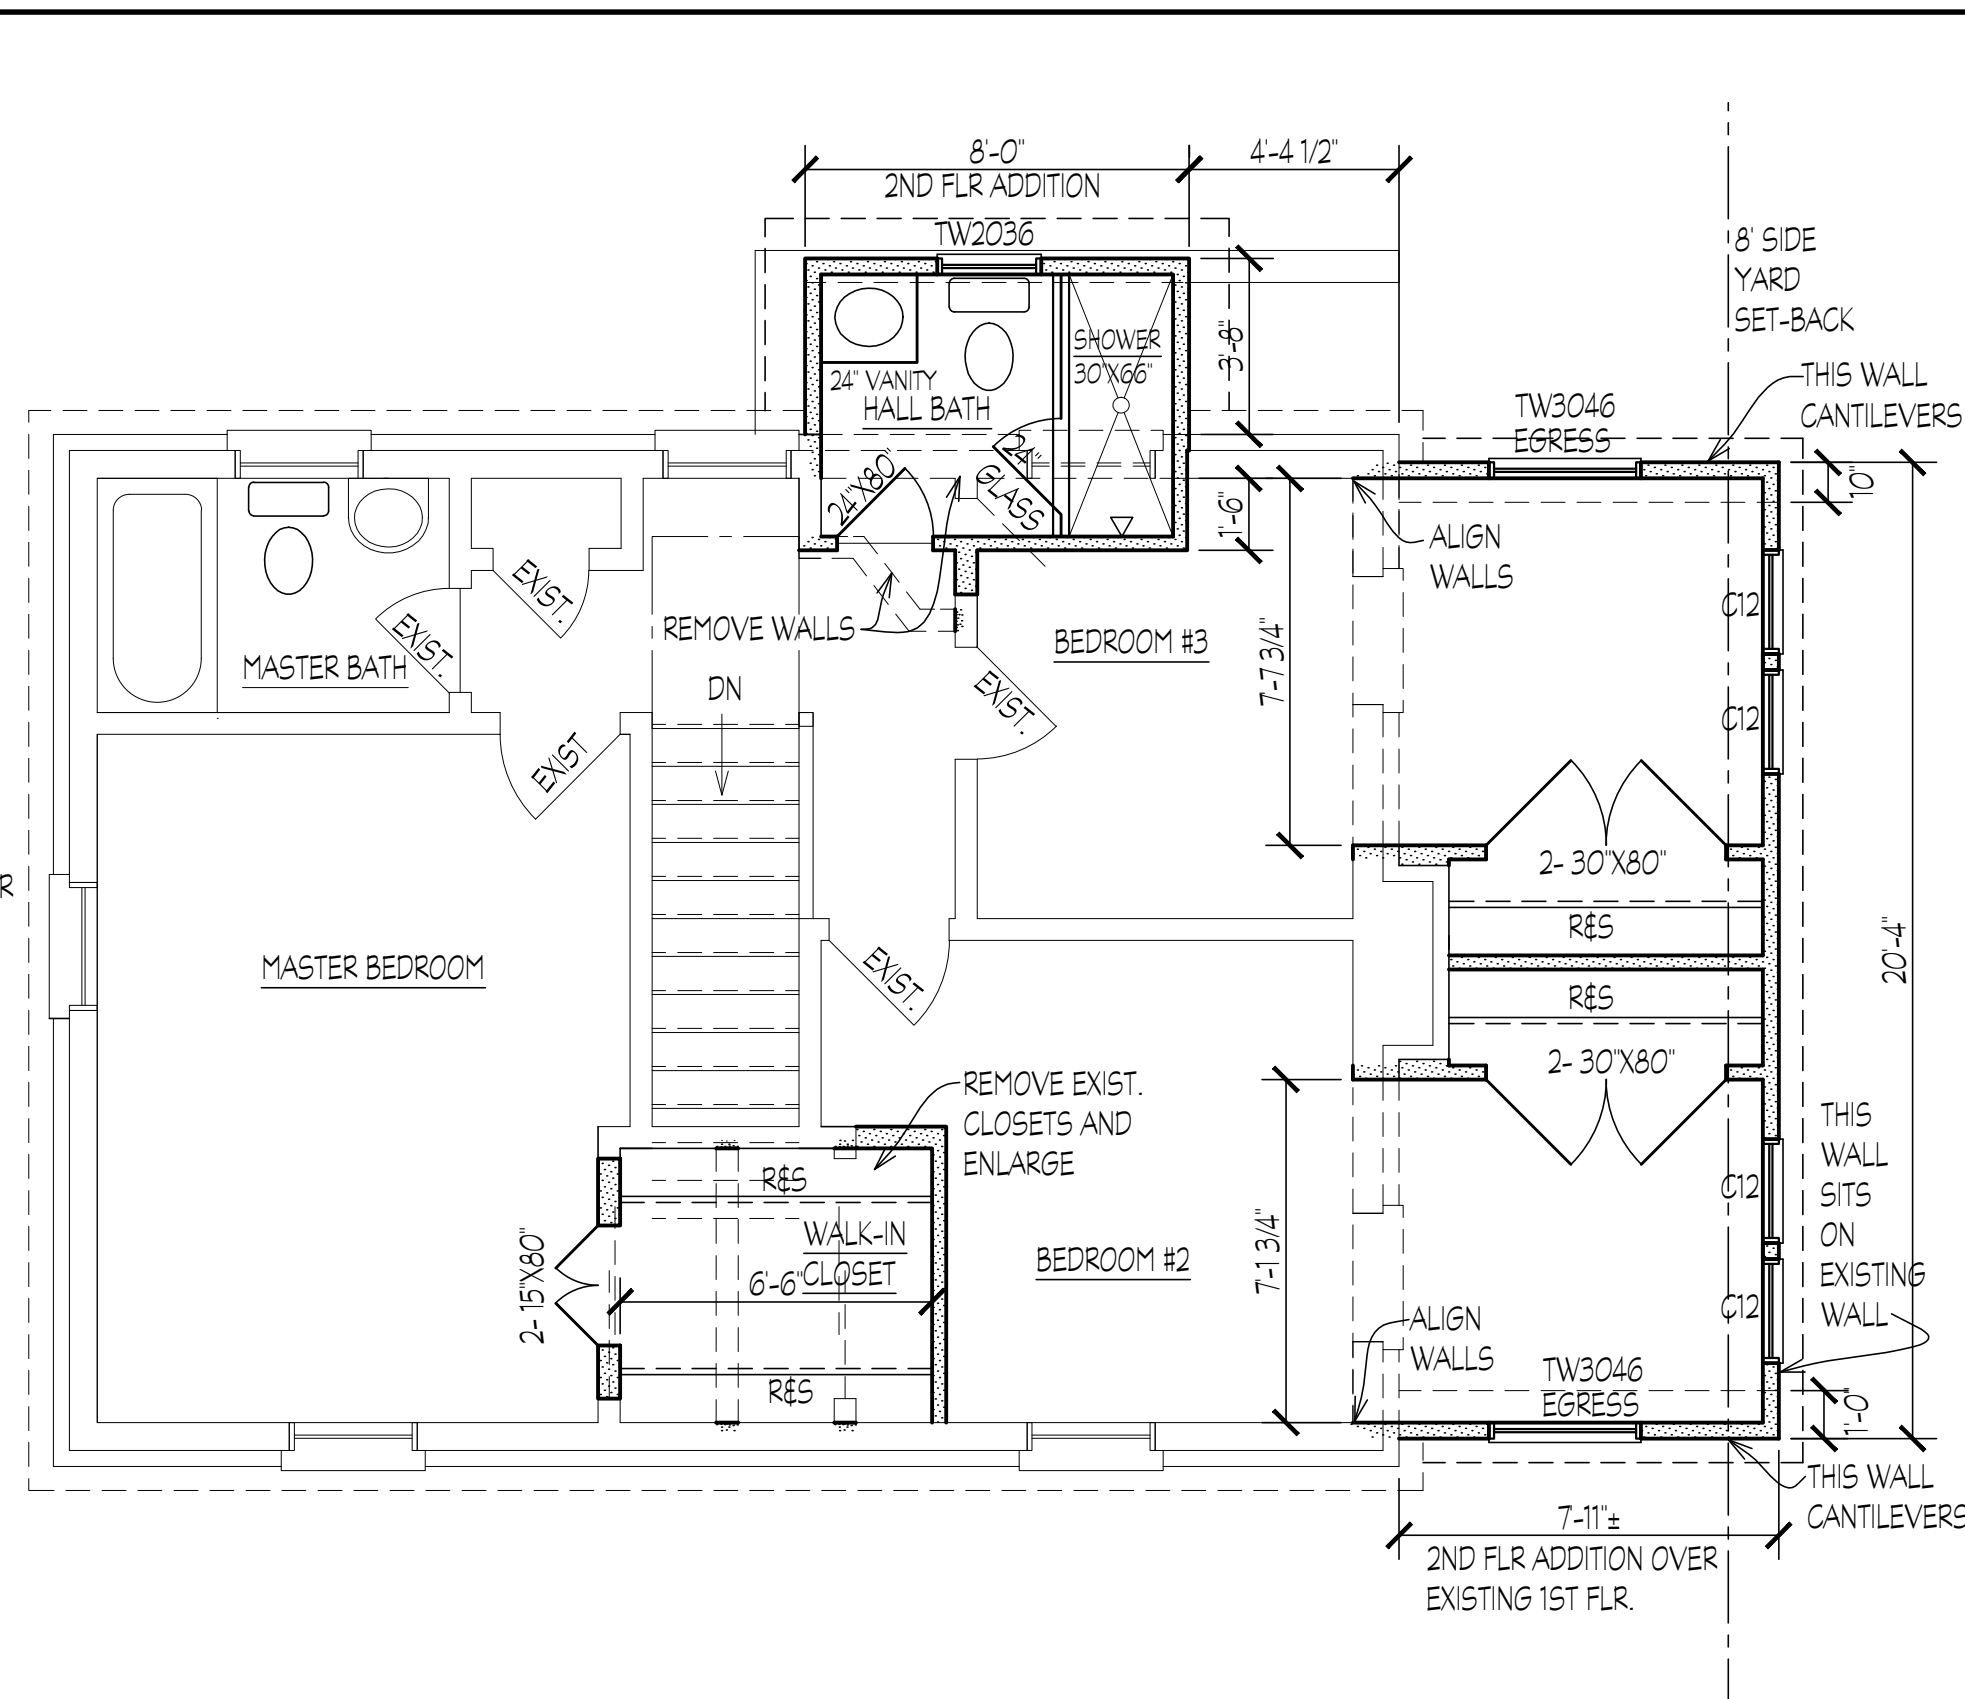 8'-0"
4'-4 1/2"
2ND FLR ADDITION
TW2036
8' SIDE
YARD
SET-BACK
3'-8"
SHOWER
30"X66"
24" VANITY
HALL BATH
THIS WALL
CANTILEVERS
TW3046
EGRESS
24"X80"
24"
GLASS
1'-6"
10"
ALIGN
WALLS
EXIST.
EXIST.
C12
REMOVE WALLS
BEDROOM #3
7'-7 3/4"
MASTER BATH
DN
EXIST.
C12
EXIST
2- 30"X80"
R
R&S
20'-4"
MASTER BEDROOM
EXIST.
R&S
2- 30"X80"
REMOVE EXIST.
CLOSETS AND
ENLARGE
THIS
WALL
SITS
ON
EXISTING
WALL
R&S
C12
WALK-IN
CLOSET
6'-6"
2- 15"X80"
BEDROOM #2
7'-1 3/4"
C12
ALIGN
WALLS
TW3046
EGRESS
R&S
1'-0"
THIS WALL
CANTILEVERS
7'-11"±
2ND FLR ADDITION OVER
EXISTING 1ST FLR.